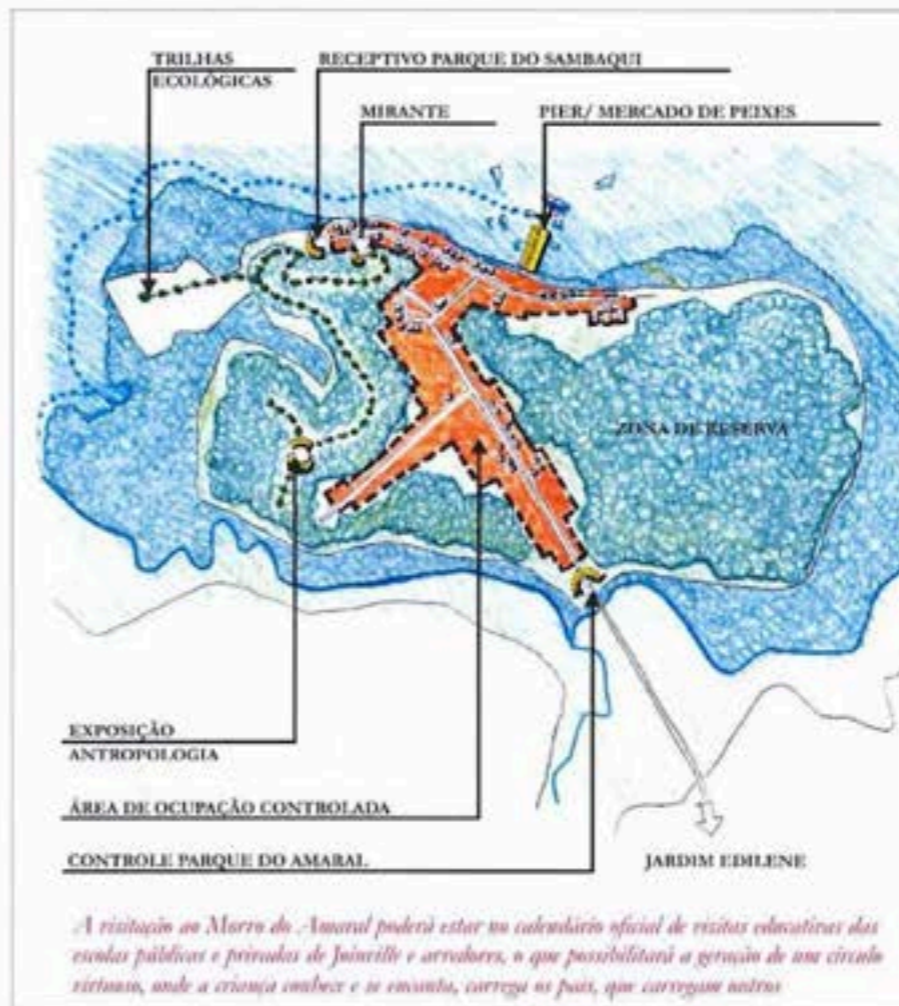 TRILHAS
ECOLÓGICAS
RECEPTIVO PARQUE DO SAMBAQUI
MIRANTE
PIER/ MERCADO DE PEIXES
ZONA DE RESERVA
EXPOSIÇÃO
ANTROPOLOGIA
ÁREA DE OCUPAÇÃO CONTROLADA
CONTROLE PARQUE DO AMARAL
JARDIM EDILENE
A visitação ao Morro do Amaral poderá estar no calendário oficial de visitas educativas das
escolas públicas e privadas de Joinville e arredores, o que possibilitará a geração de um círculo
virtuoso, onde a criança conhece e se encanta, carrega os pais, que carregam outros